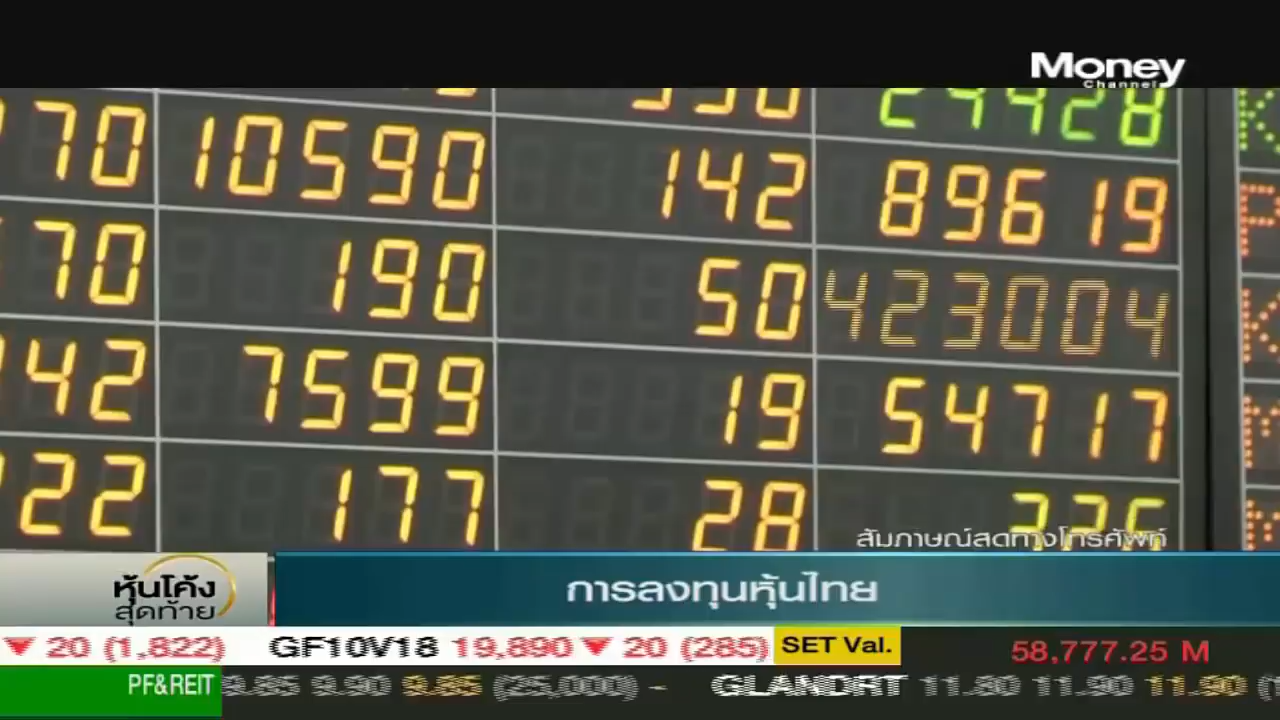 Money
Channel
24428
70 10590 142 89619
70 190 50 423004
42 7599 19 54717
22 177 28
สัมภาษณ์สดทางโทรศัพท์
หุ้นโค้ง
สุดท้าย
การลงทุนหุ้นไทย
▼ 20 (1,822) GF10V18 19,890 ▼ 20 (285) SET Val. 58,777.25 M
PF&REIT 9.85 9.90 9.85 (25,000) - GLANDRT 11.80 11.90 11.90